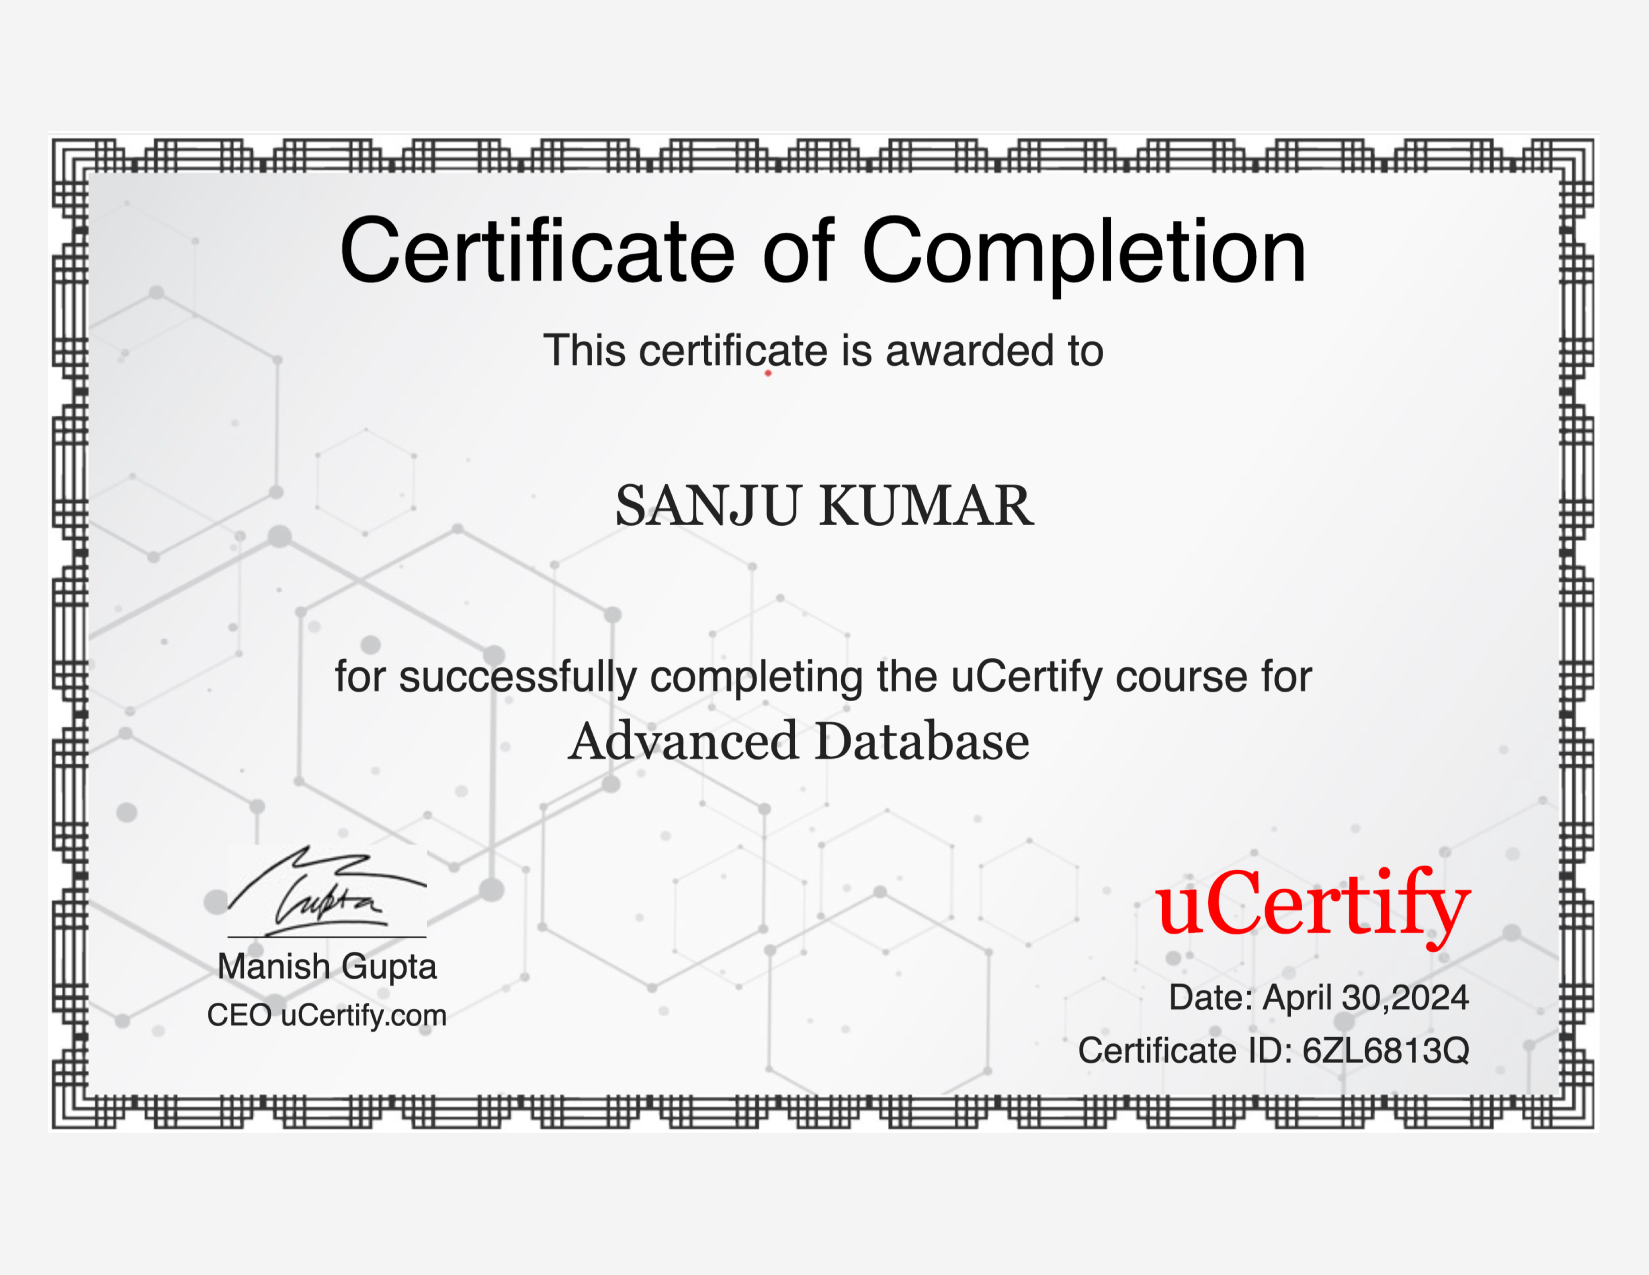 Certificate of Completion
This certificate is awarded to
SANJU KUMAR
for successfully completing the uCertify course for
Advanced Database
Gupta
Manish Gupta
CEO uCertify.com
uCertify
Date: April 30,2024
Certificate ID: 6ZL6813Q